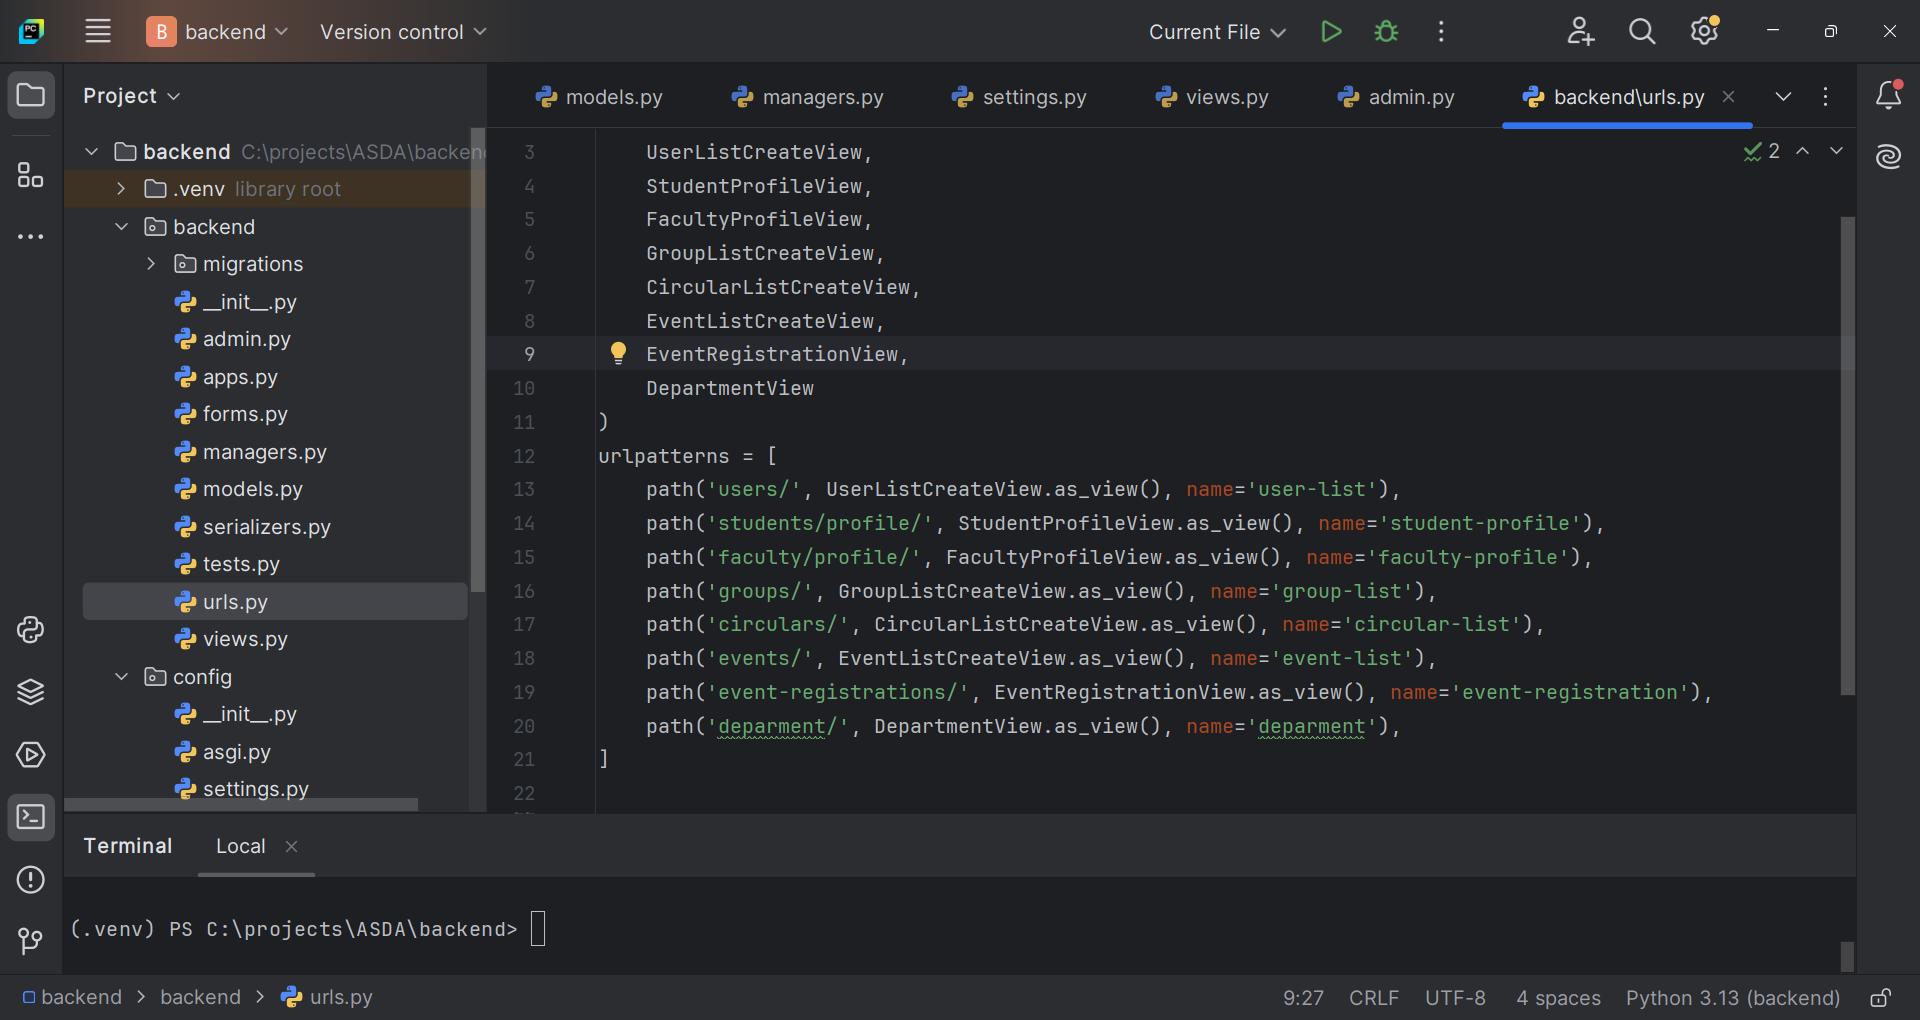 PC
B backend Version control Current File
Project
models.py managers.py settings.py views.py admin.py backend\urls.py
backend C:\projects\ASDA\backen
.venv library root
backend
migrations
__init__.py
admin.py
apps.py
forms.py
managers.py
models.py
serializers.py
tests.py
urls.py
views.py
config
__init__.py
asgi.py
settings.py
2
3 UserListCreateView,
4 StudentProfileView,
5 FacultyProfileView,
6 GroupListCreateView,
7 CircularListCreateView,
8 EventListCreateView,
9 EventRegistrationView,
10 DepartmentView
11 )
12 urlpatterns = [
13 path('users/', UserListCreateView.as_view(), name='user-list'),
14 path('students/profile/', StudentProfileView.as_view(), name='student-profile'),
15 path('faculty/profile/', FacultyProfileView.as_view(), name='faculty-profile'),
16 path('groups/', GroupListCreateView.as_view(), name='group-list'),
17 path('circulars/', CircularListCreateView.as_view(), name='circular-list'),
18 path('events/', EventListCreateView.as_view(), name='event-list'),
19 path('event-registrations/', EventRegistrationView.as_view(), name='event-registration'),
20 path('deparment/', DepartmentView.as_view(), name='deparment'),
21 ]
22
Terminal Local
(.venv) PS C:\projects\ASDA\backend>
backend > backend > urls.py
9:27 CRLF UTF-8 4 spaces Python 3.13 (backend)